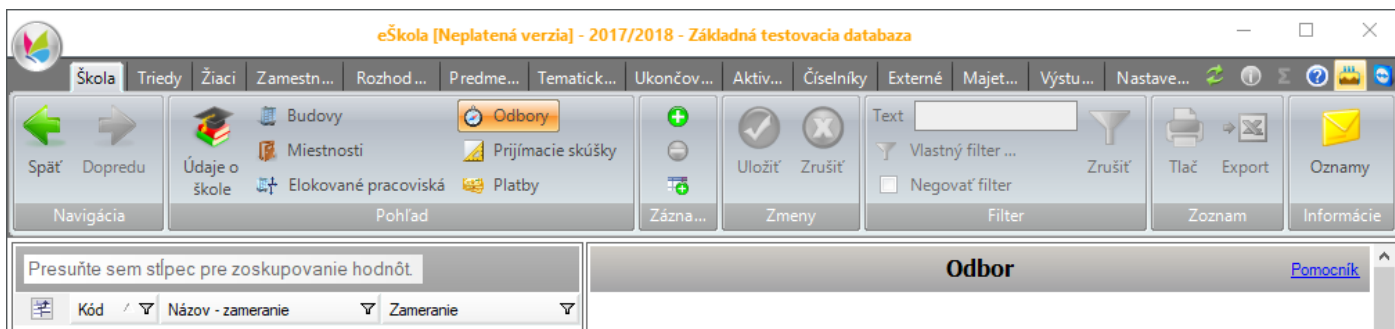 eŠkola [Neplatená verzia] - 2017/2018 - Základná testovacia databaza
Škola Triedy Žiaci Zamestn... Rozhod ... Predme... Tematick... Ukončov... Aktiv... Číselníky Externé Majet... Výstu ... Nastave...
Späť Dopredu
Navigácia
Údaje o škole
Budovy
Miestnosti
Elokované pracoviská
Odbory
Prijímacie skúšky
Platby
Pohľad
Zázna...
Uložiť Zrušiť
Zmeny
Text
Vlastný filter ...
Negovať filter
Zrušiť
Filter
Tlač Export
Zoznam
Oznamy
Informácie
Presuňte sem stĺpec pre zoskupovanie hodnôt.
Kód Názov - zameranie Zameranie
Odbor Pomocník